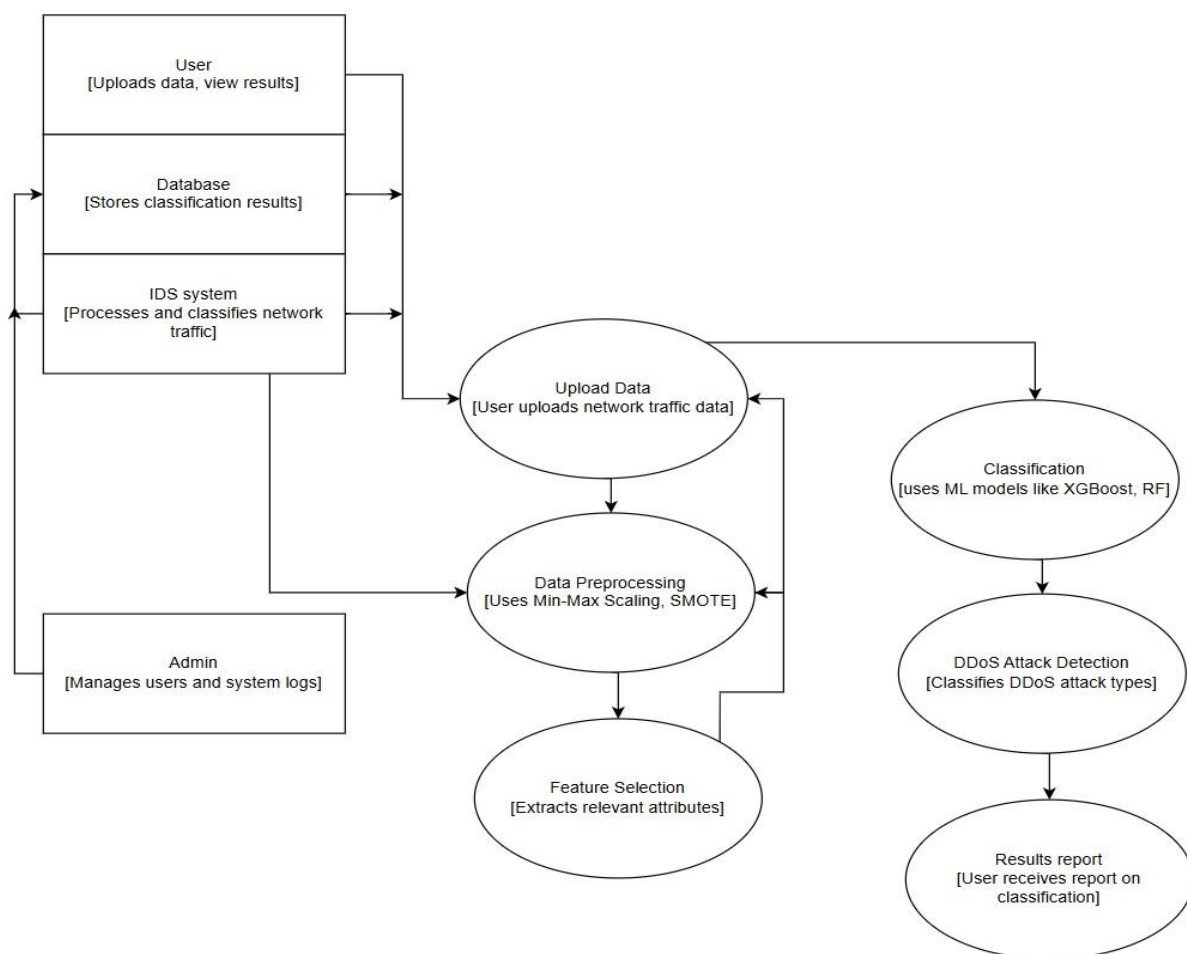 User
[Uploads data, view results]
Database
[Stores classification results]
IDS system
[Processes and classifies network
traffic]
Admin
[Manages users and system logs]
Upload Data
[User uploads network traffic data]
Data Preprocessing
[Uses Min-Max Scaling, SMOTE]
Feature Selection
[Extracts relevant attributes]
Classification
[uses ML models like XGBoost, RF]
DDoS Attack Detection
[Classifies DDoS attack types]
Results report
[User receives report on
classification]